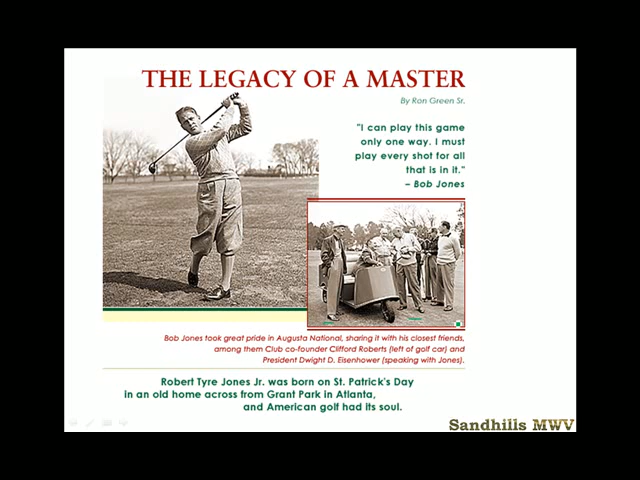 THE LEGACY OF A MASTER
By Ron Green Sr.
"I can play this game
only one way. I must
play every shot for all
that is in it."
– Bob Jones
Bob Jones took great pride in Augusta National, sharing it with his closest friends,
among them Club co-founder Clifford Roberts (left of golf car) and
President Dwight D. Eisenhower (speaking with Jones).
Robert Tyre Jones Jr. was born on St. Patrick's Day
in an old home across from Grant Park in Atlanta,
and American golf had its soul.
Sandhills MWV